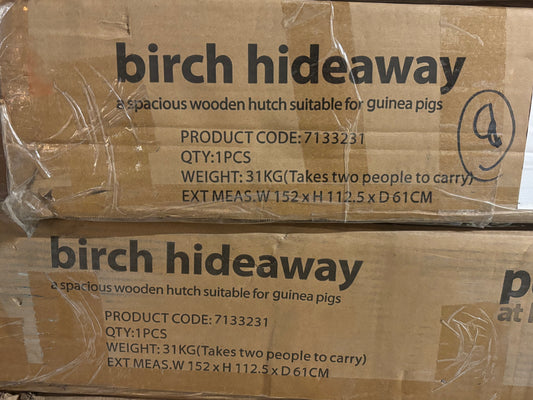 birch hideaway
a spacious wooden hutch suitable for guinea pigs
PRODUCT CODE: 7133231
QTY:1PCS
WEIGHT: 31KG(Takes two people to carry)
EXT MEAS.W 152 x H 112.5 x D 61CM
birch hideaway
a spacious wooden hutch suitable for guinea pigs
PRODUCT CODE: 7133231
QTY:1PCS
WEIGHT: 31KG(Takes two people to carry)
EXT MEAS.W 152 x H 112.5 x D 61CM
p
at